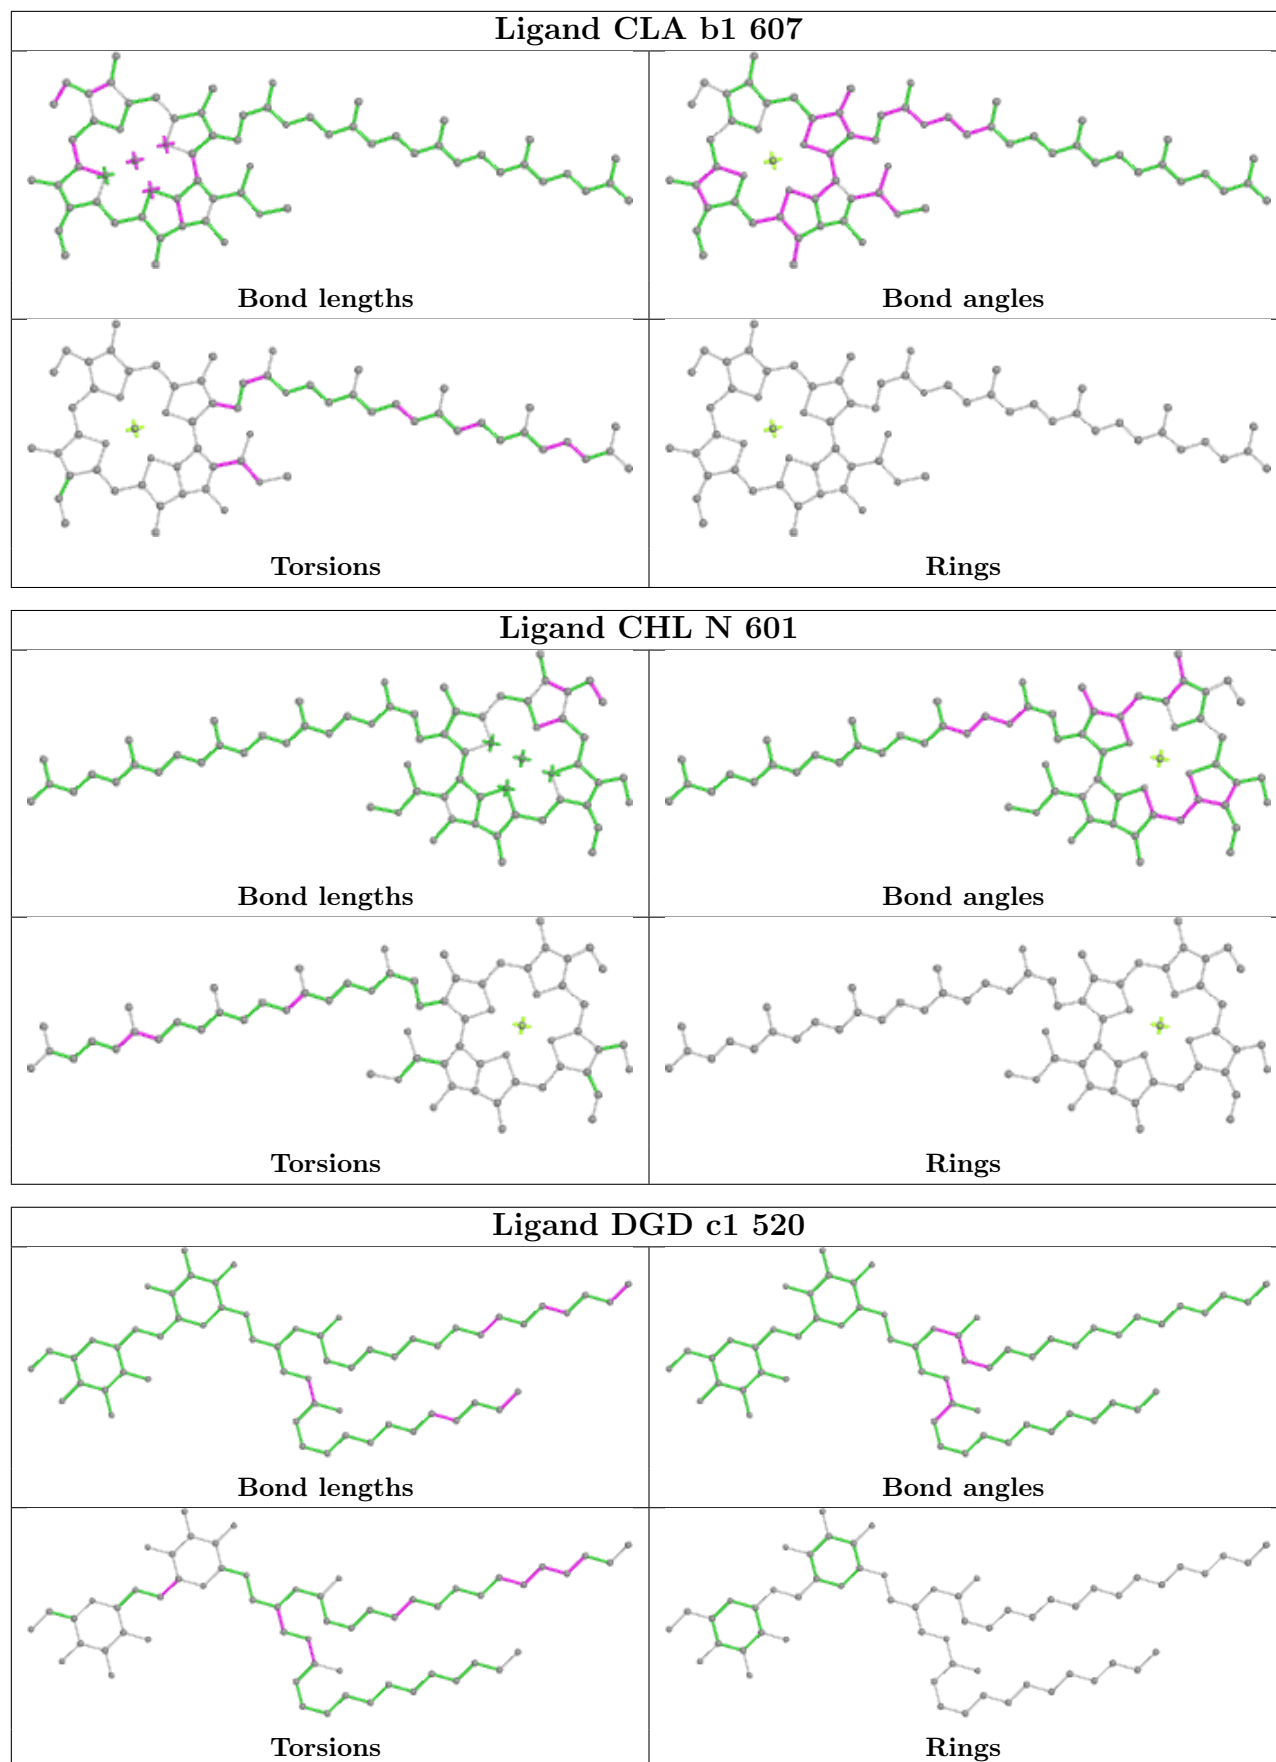 Ligand CLA b1 607
Bond lengths
Bond angles
Torsions
Rings
Ligand CHL N 601
Bond lengths
Bond angles
Torsions
Rings
Ligand DGD c1 520
Bond lengths
Bond angles
Torsions
Rings